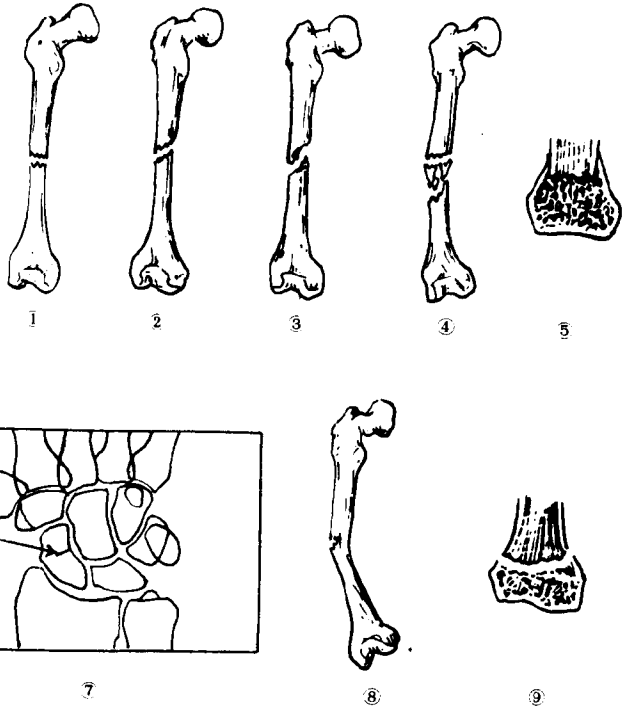 ① ② ③ ④ ⑤
⑦ ⑧ ⑨